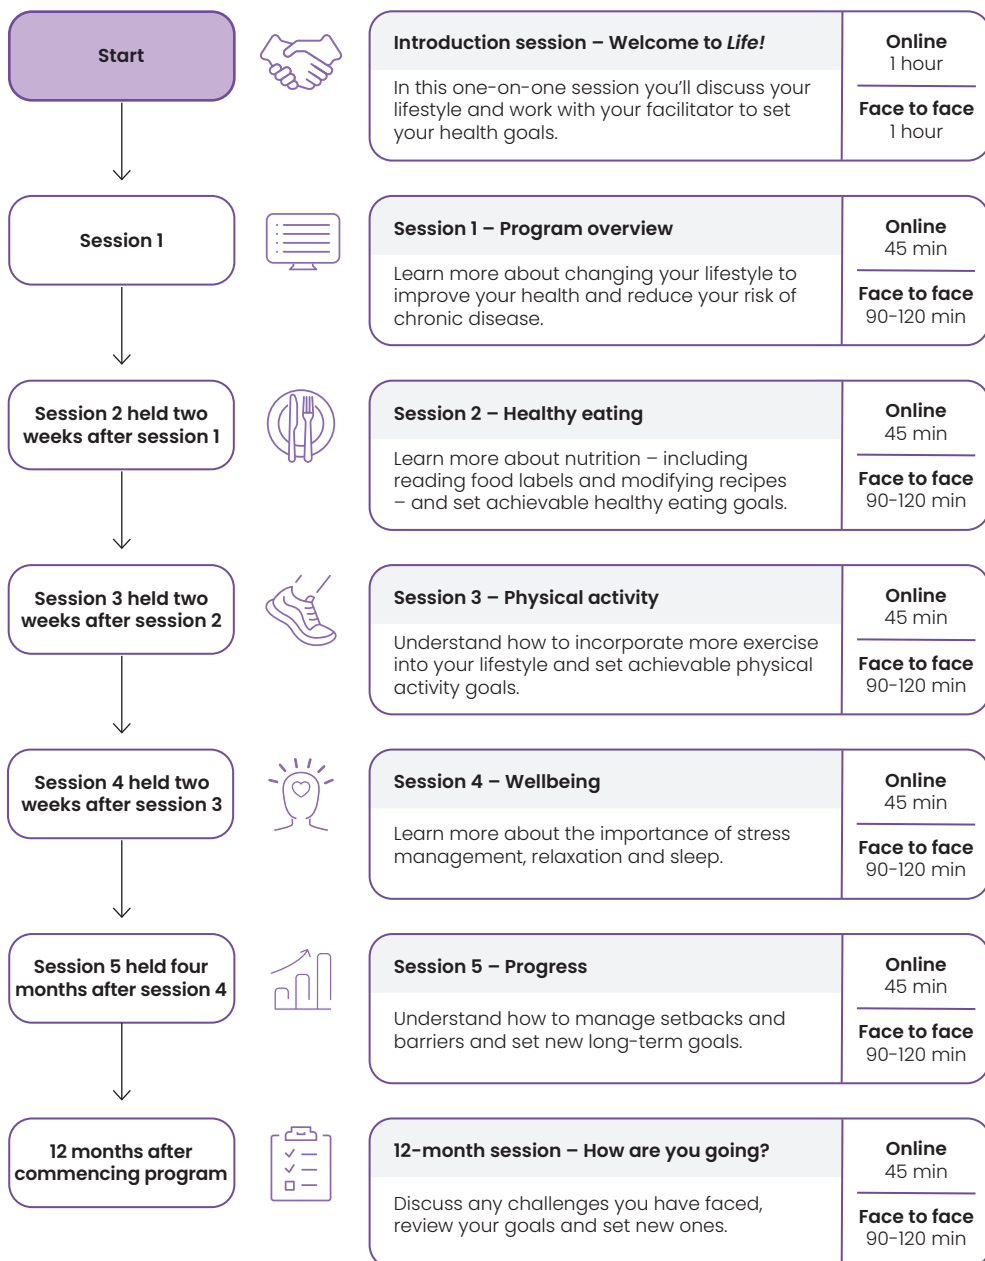 Start
Introduction session – Welcome to Life!
In this one-on-one session you'll discuss your
lifestyle and work with your facilitator to set
your health goals.
Online
1 hour
Face to face
1 hour
Session 1
Session 1 – Program overview
Learn more about changing your lifestyle to
improve your health and reduce your risk of
chronic disease.
Online
45 min
Face to face
90-120 min
Session 2 held two
weeks after session 1
Session 2 – Healthy eating
Learn more about nutrition – including
reading food labels and modifying recipes
– and set achievable healthy eating goals.
Online
45 min
Face to face
90-120 min
Session 3 held two
weeks after session 2
Session 3 – Physical activity
Understand how to incorporate more exercise
into your lifestyle and set achievable physical
activity goals.
Online
45 min
Face to face
90-120 min
Session 4 held two
weeks after session 3
Session 4 – Wellbeing
Learn more about the importance of stress
management, relaxation and sleep.
Online
45 min
Face to face
90-120 min
Session 5 held four
months after session 4
Session 5 – Progress
Understand how to manage setbacks and
barriers and set new long-term goals.
Online
45 min
Face to face
90-120 min
12 months after
commencing program
12-month session – How are you going?
Discuss any challenges you have faced,
review your goals and set new ones.
Online
45 min
Face to face
90-120 min